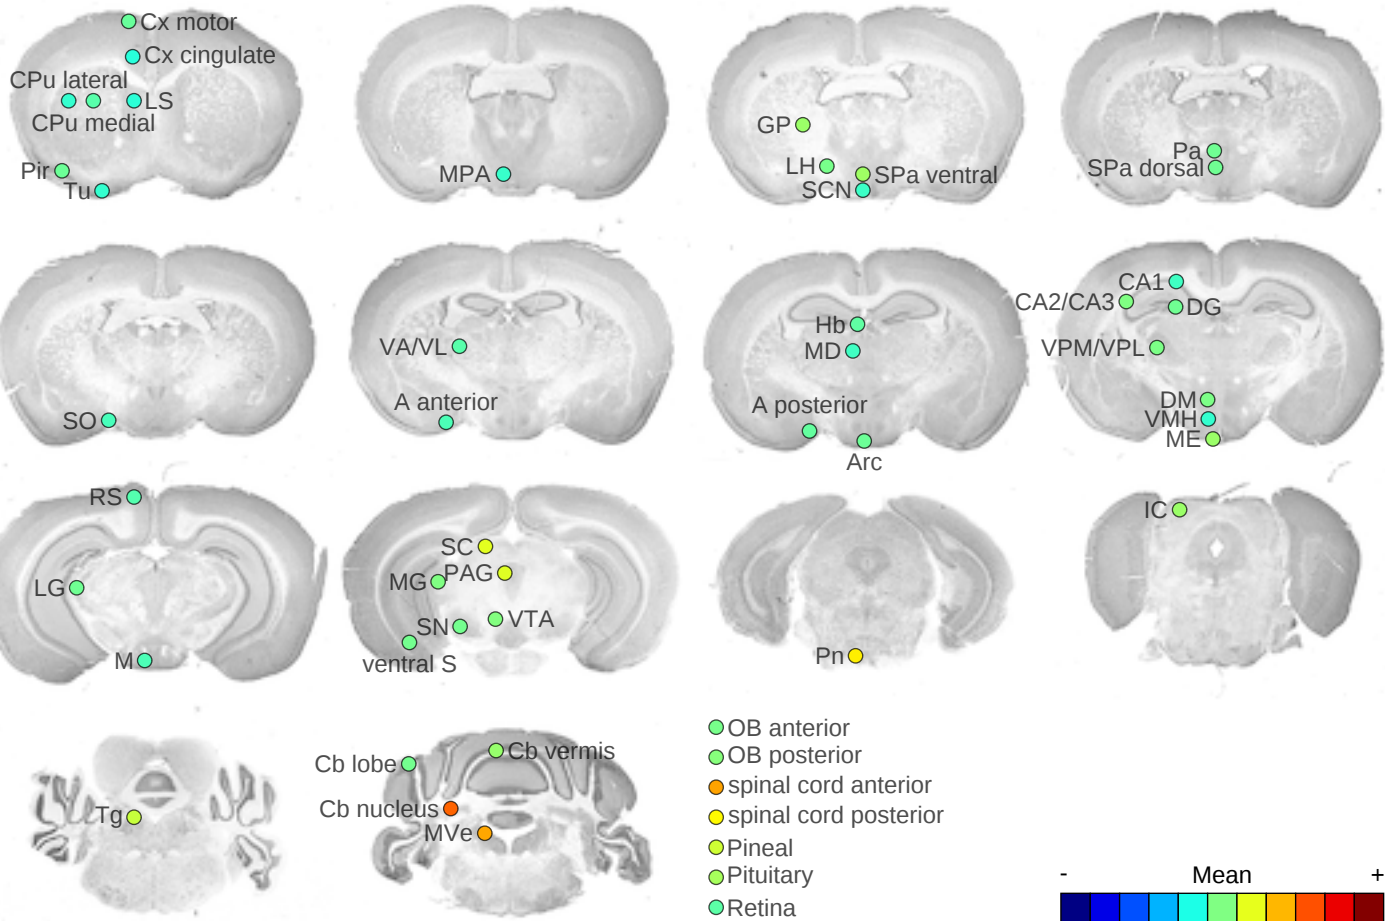 Cx motor
Cx cingulate
CPu lateral
LS
CPu medial
Pir
Tu
MPA
GP
LH
SPa ventral
SCN
Pa
SPa dorsal
SO
VA/VL
A anterior
Hb
MD
A posterior
Arc
CA1
CA2/CA3
DG
VPM/VPL
DM
VMH
ME
RS
LG
M
SC
PAG
MG
VTA
SN
ventral S
Pn
IC
Tg
Cb lobe
Cb vermis
Cb nucleus
MVe
OB anterior
OB posterior
spinal cord anterior
spinal cord posterior
Pineal
Pituitary
Retina
- Mean +